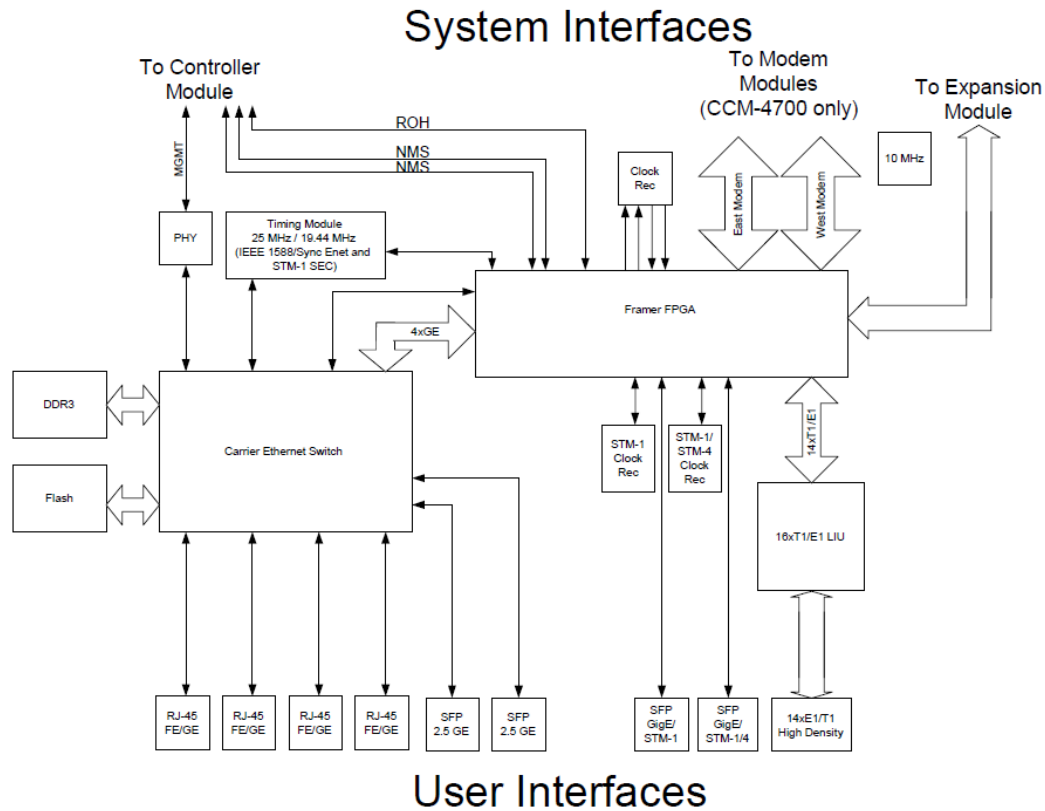 System Interfaces
To Controller
Module
To Modem
Modules
(CCM-4700 only)
To Expansion
Module
MGMT
ROH
NMS
NMS
Clock
Rec
East Modem
West Modem
10 MHz
PHY
Timing Module
25 MHz / 19.44 MHz
(IEEE 1588/Sync Enet and
STM-1 SEC)
Framer FPGA
4xGE
DDR3
Flash
Carrier Ethernet Switch
STM-1
Clock
Rec
STM-1/
STM-4
Clock
Rec
14xT1/E1
16xT1/E1 LIU
RJ-45
FE/GE
RJ-45
FE/GE
RJ-45
FE/GE
RJ-45
FE/GE
SFP
2.5 GE
SFP
2.5 GE
SFP
GigE/
STM-1
SFP
GigE/
STM-1/4
14xE1/T1
High Density
User Interfaces